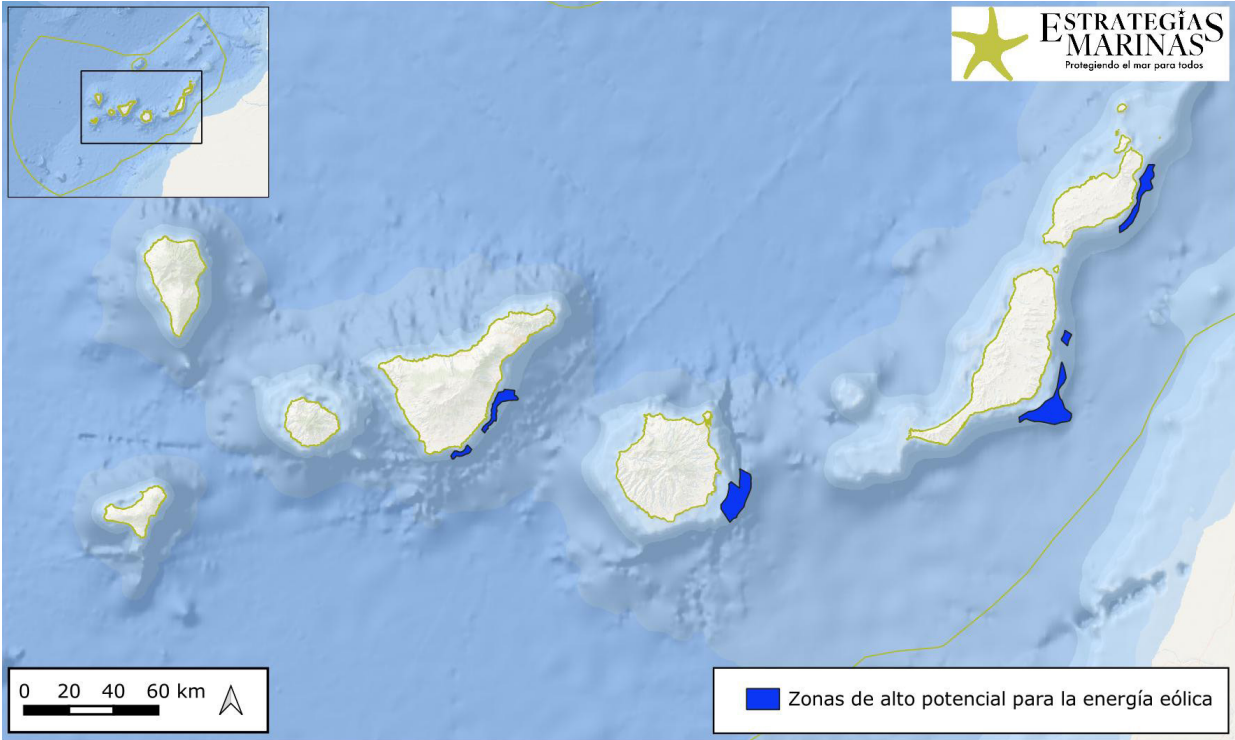 ESTRATEGIAS
MARINAS
Protegiendo el mar para todos
0 20 40 60 km
Zonas de alto potencial para la energía eólica